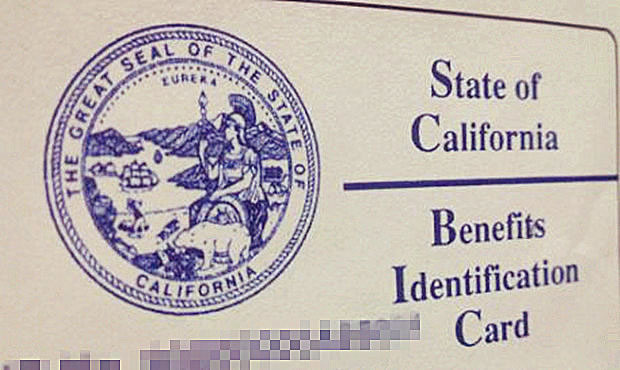 THE GREAT SEAL OF THE STATE OF CALIFORNIA
EUREKA
State of
California
Benefits
Identification
Card